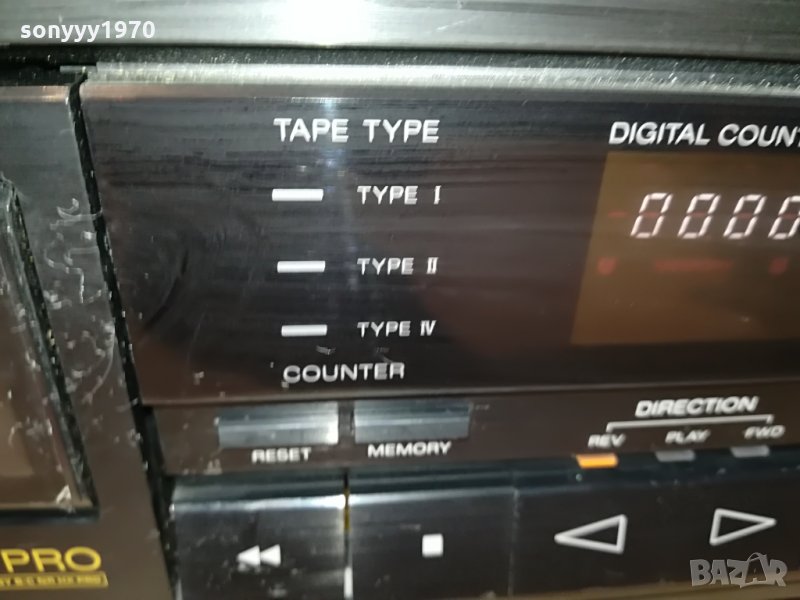 sonyyy1970
TAPE TYPE
DIGITAL COUNT
TYPE I
0000
TYPE II
TYPE IV
COUNTER
DIRECTION
REV PLAY FWD
RESET MEMORY
PRO
BAZAR